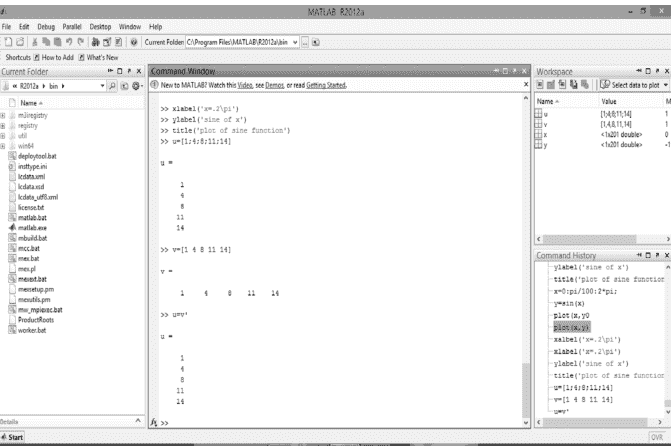 MATLAB R2012a
File Edit Debug Parallel Desktop Window Help
Current Folder: C:\Program Files\MATLAB\R2012a\bin
Shortcuts How to Add What's New
Current Folder
« R2012a ▸ bin ▸
Name
m3iregistry
registry
util
win64
deploytool.bat
insttype.ini
lcdata.xml
lcdata.xsd
lcdata_utf8.xml
license.txt
matlab.bat
matlab.exe
mbuild.bat
mcc.bat
mex.bat
mex.pl
mexext.bat
mexsetup.pm
mexutils.pm
mw_mpiexec.bat
ProductRoots
worker.bat
Details
Start
Command Window
New to MATLAB? Watch this Video, see Demos, or read Getting Started.
>> xlabel('x=.2\pi')
>> ylabel('sine of x')
>> title('plot of sine function')
>> u=[1;4;8;11;14]
u =
1
4
8
11
14
>> v=[1 4 8 11 14]
v =
1 4 8 11 14
>> u=v'
u =
1
4
8
11
14
fx >>
Workspace
Select data to plot
Name Value M
u [1;4;8;11;14] 1
v [1,4,8,11,14] 1
x <1x201 double> 0
y <1x201 double> -1
Command History
ylabel('sine of x')
title('plot of sine function
x=0:pi/100:2*pi;
y=sin(x)
plot(x,y0
plot(x,y)
xalbel('x=.2\pi')
xlabel('x=.2\pi')
ylabel('sine of x')
title('plot of sine function
u=[1;4;8;11;14]
v=[1 4 8 11 14]
u=v'
OVR